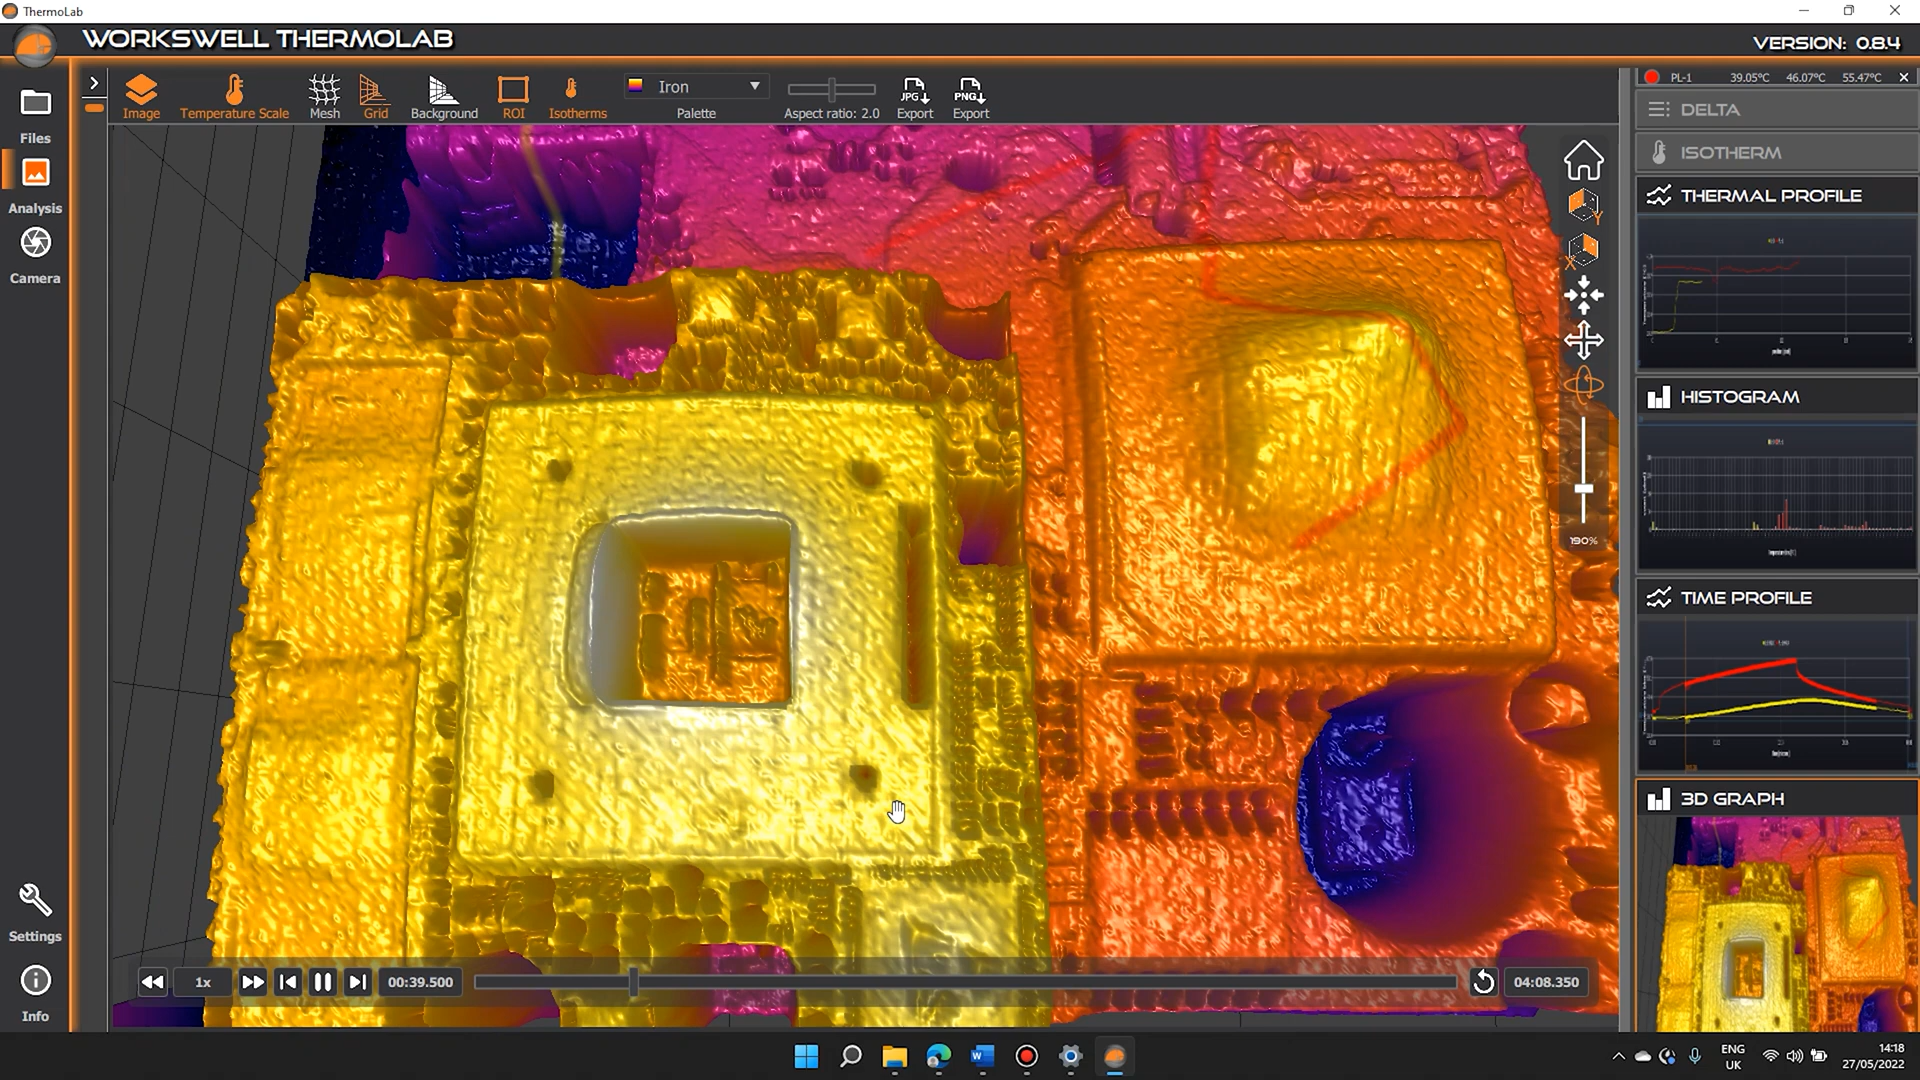 ThermoLab
WORKSWELL THERMOLAB
VERSION: 0.8.4
Files
Analysis
Camera
Settings
Info
Image
Temperature Scale
Mesh
Grid
Background
ROI
Isotherms
Iron
Palette
Aspect ratio: 2.0
JPG
Export
PNG
Export
Y
X
190%
PL-1 39.05°C 46.07°C 55.47°C
DELTA
ISOTHERM
THERMAL PROFILE
HISTOGRAM
TIME PROFILE
3D GRAPH
1x
00:39.500
04:08.350
ENG
UK
14:18
27/05/2022